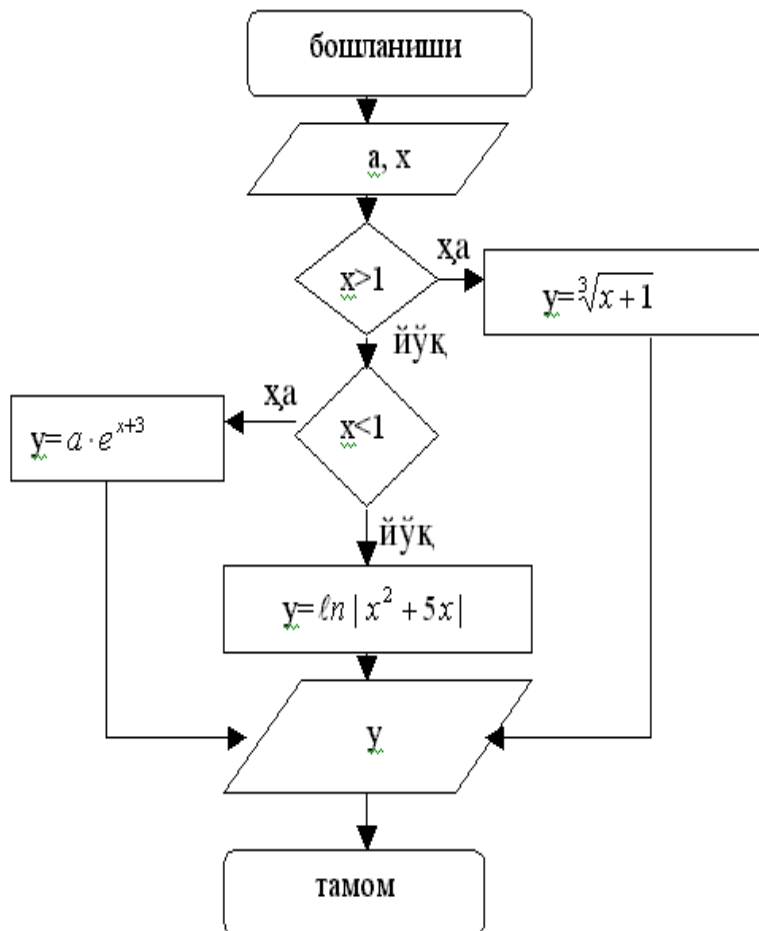 бошланиши
a, x
x>1
ҳа
y=∛(x+1)
йўқ
ҳа
x<1
y=a·e^{x+3}
йўқ
y=ℓn|x²+5x|
y
тамом